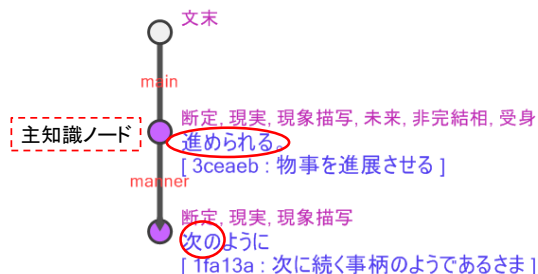 文末
main
断定, 現実, 現象描写, 未来, 非完結相, 受身
主知識ノード
進められる。
[ 3ceaeb : 物事を進展させる ]
manner
断定, 現実, 現象描写
次のように
[ 1fa13a : 次に続く事柄のようであるさま ]